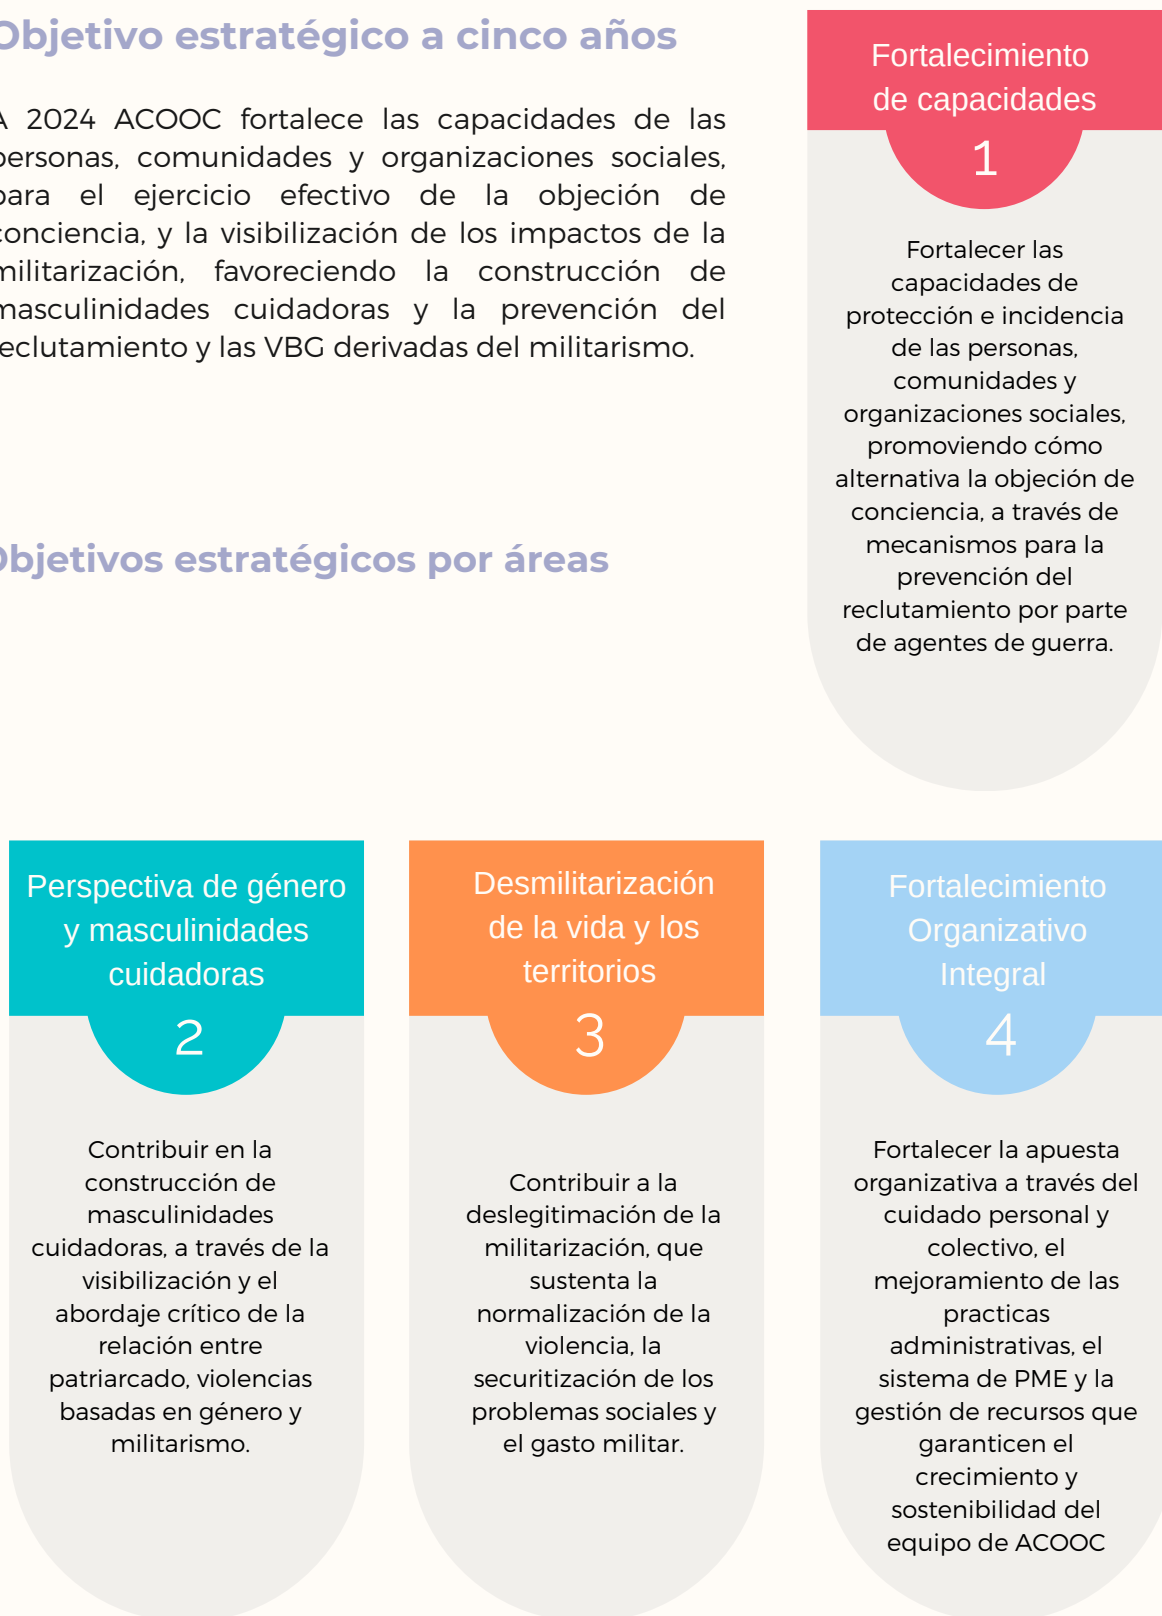 Objetivo estratégico a cinco años
A 2024 ACOOC fortalece las capacidades de las
personas, comunidades y organizaciones sociales,
para el ejercicio efectivo de la objeción de
conciencia, y la visibilización de los impactos de la
militarización, favoreciendo la construcción de
masculinidades cuidadoras y la prevención del
reclutamiento y las VBG derivadas del militarismo.
Objetivos estratégicos por áreas
Fortalecimiento
de capacidades
1
Fortalecer las
capacidades de
protección e incidencia
de las personas,
comunidades y
organizaciones sociales,
promoviendo cómo
alternativa la objeción de
conciencia, a través de
mecanismos para la
prevención del
reclutamiento por parte
de agentes de guerra.
Perspectiva de género
y masculinidades
cuidadoras
2
Contribuir en la
construcción de
masculinidades
cuidadoras, a través de la
visibilización y el
abordaje crítico de la
relación entre
patriarcado, violencias
basadas en género y
militarismo.
Desmilitarización
de la vida y los
territorios
3
Contribuir a la
deslegitimación de la
militarización, que
sustenta la
normalización de la
violencia, la
securitización de los
problemas sociales y
el gasto militar.
Fortalecimiento
Organizativo
Integral
4
Fortalecer la apuesta
organizativa a través del
cuidado personal y
colectivo, el
mejoramiento de las
practicas
administrativas, el
sistema de PME y la
gestión de recursos que
garanticen el
crecimiento y
sostenibilidad del
equipo de ACOOC